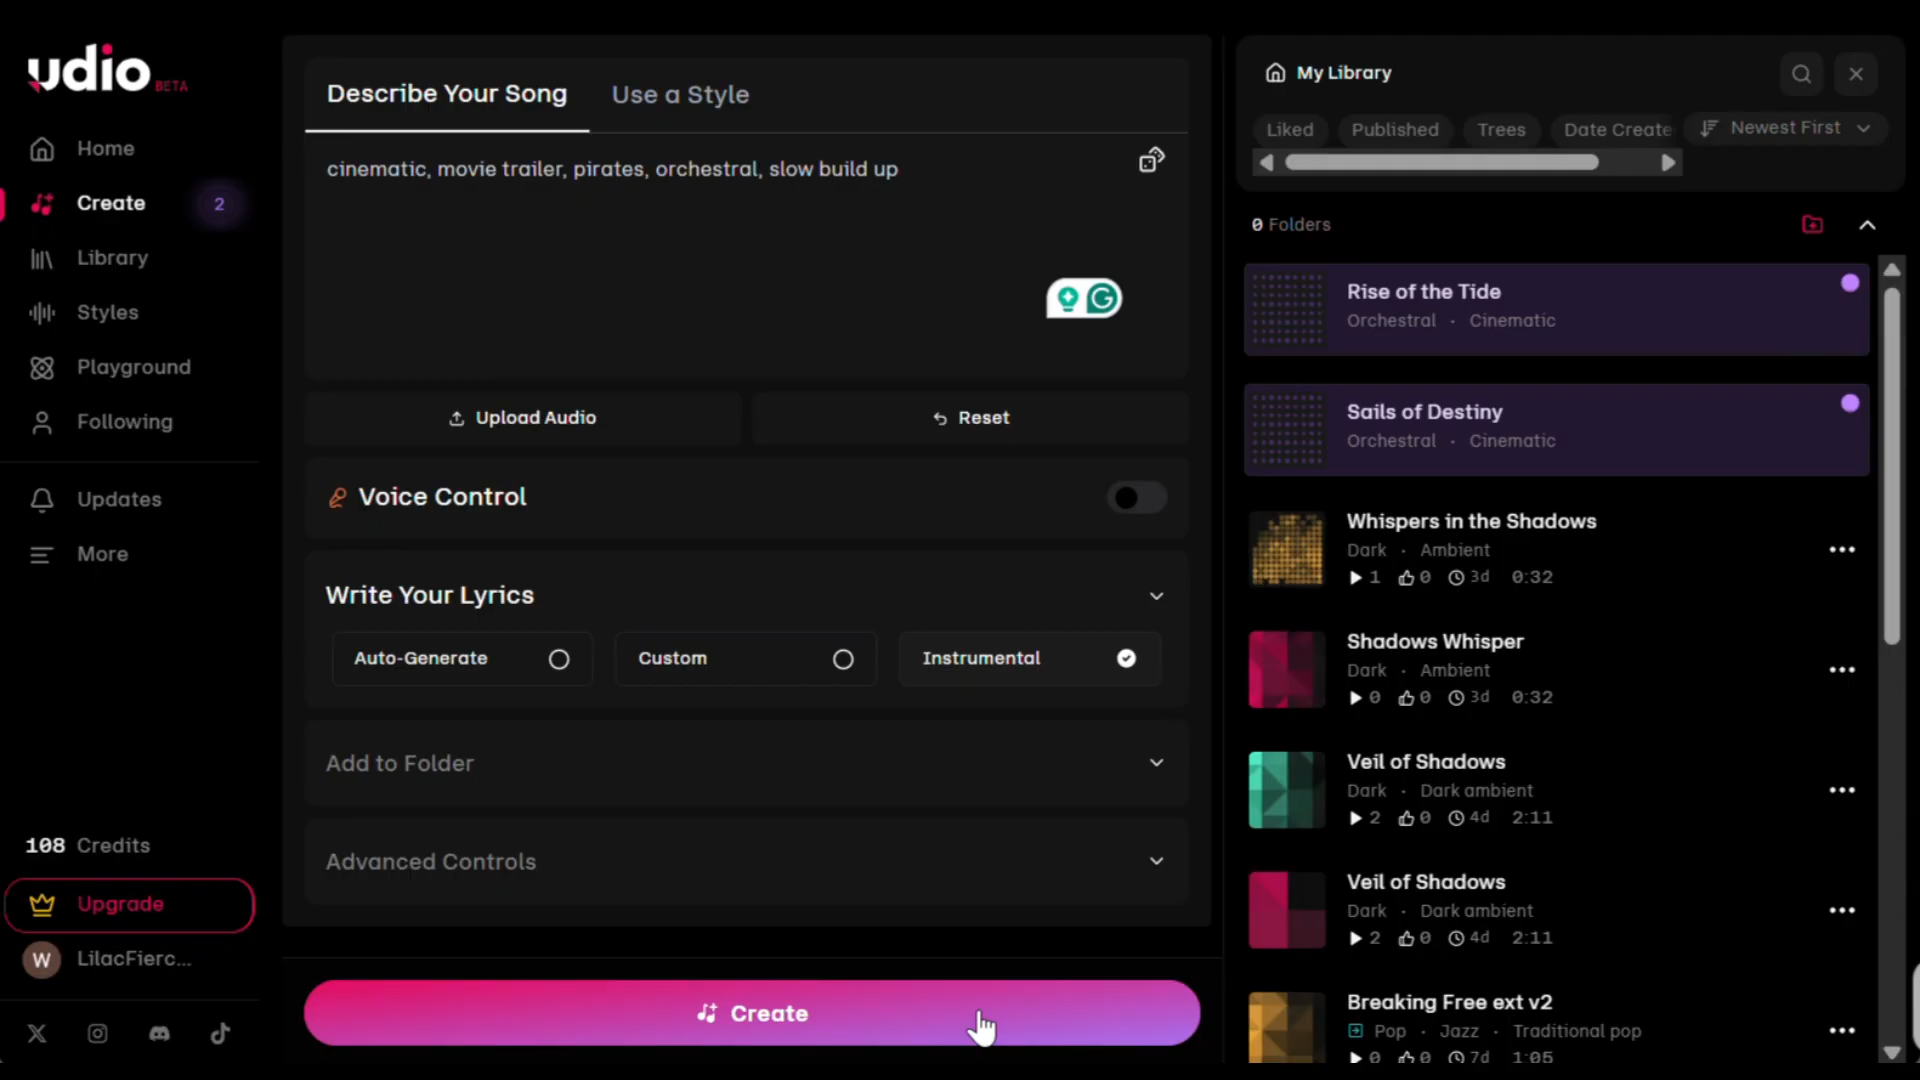 udio BETA
Home
Create 2
Library
Styles
Playground
Following
Updates
More
108 Credits
Upgrade
W LilacFierc...
Describe Your Song Use a Style
cinematic, movie trailer, pirates, orchestral, slow build up
Upload Audio Reset
Voice Control
Write Your Lyrics
Auto-Generate Custom Instrumental
Add to Folder
Advanced Controls
Create
My Library
Liked Published Trees Date Create Newest First
0 Folders
Rise of the Tide
Orchestral · Cinematic
Sails of Destiny
Orchestral · Cinematic
Whispers in the Shadows
Dark · Ambient
1 0 3d 0:32
Shadows Whisper
Dark · Ambient
0 0 3d 0:32
Veil of Shadows
Dark · Dark ambient
2 0 4d 2:11
Veil of Shadows
Dark · Dark ambient
2 0 4d 2:11
Breaking Free ext v2
Pop · Jazz · Traditional pop
0 0 7d 1:05